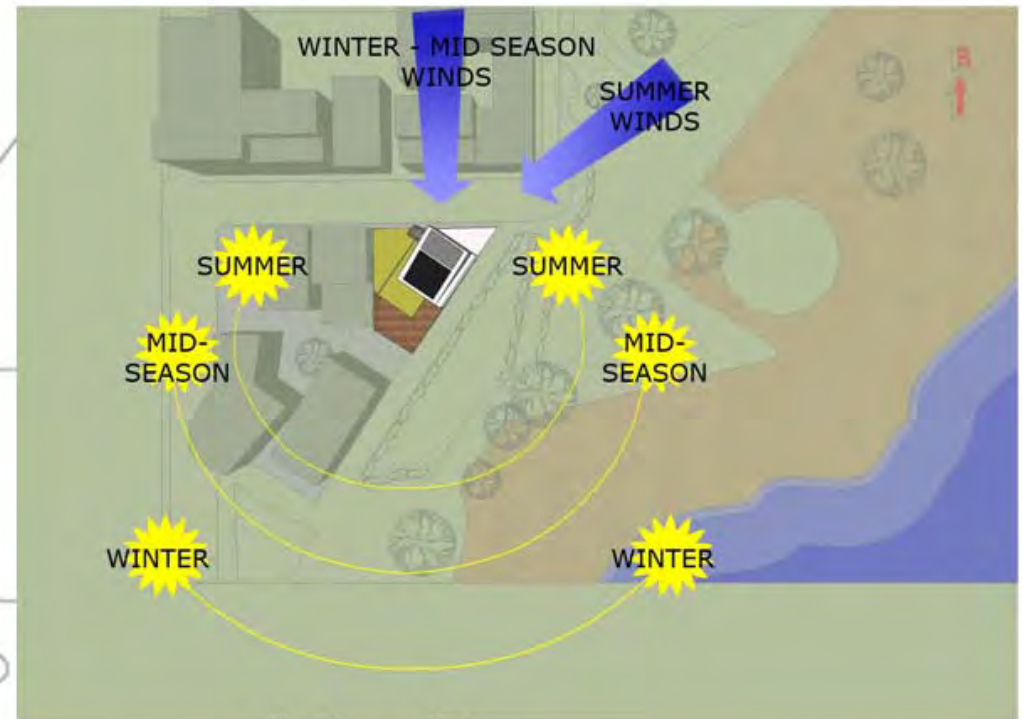 WINTER - MID SEASON
WINDS
SUMMER
WINDS
SUMMER
SUMMER
MID-
SEASON
MID-
SEASON
WINTER
WINTER